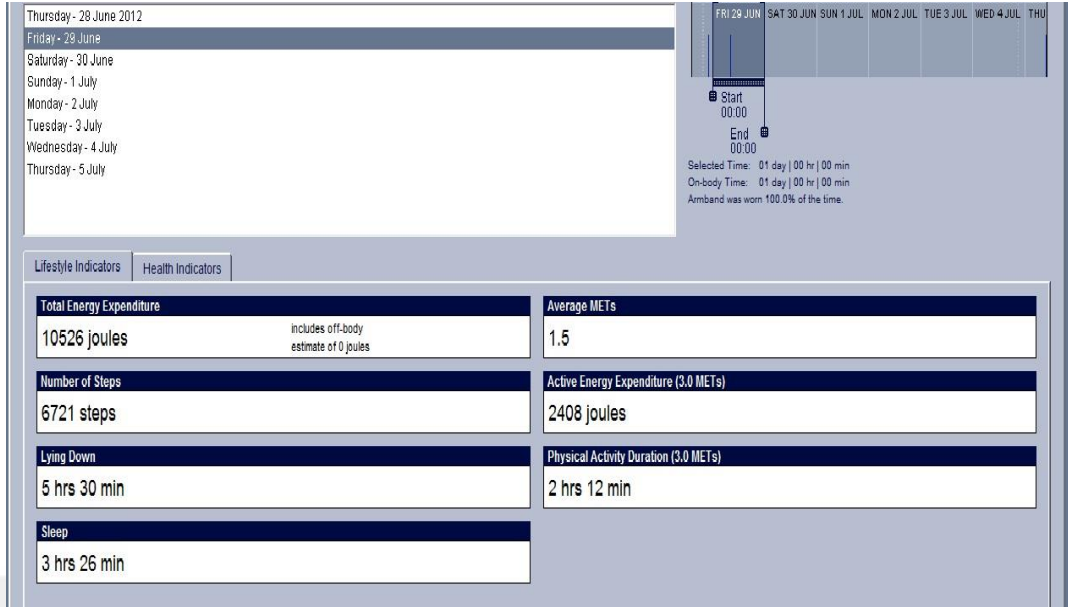 Thursday - 28 June 2012
Friday - 29 June
Saturday - 30 June
Sunday - 1 July
Monday - 2 July
Tuesday - 3 July
Wednesday - 4 July
Thursday - 5 July
FRI 29 JUN SAT 30 JUN SUN 1 JUL MON 2 JUL TUE 3 JUL WED 4 JUL THU
Start
00:00
End
00:00
Selected Time: 01 day | 00 hr | 00 min
On-body Time: 01 day | 00 hr | 00 min
Armband was worn 100.0% of the time.
Lifestyle Indicators Health Indicators
Total Energy Expenditure
10526 joules
includes off-body
estimate of 0 joules
Average METs
1.5
Number of Steps
6721 steps
Active Energy Expenditure (3.0 METs)
2408 joules
Lying Down
5 hrs 30 min
Physical Activity Duration (3.0 METs)
2 hrs 12 min
Sleep
3 hrs 26 min